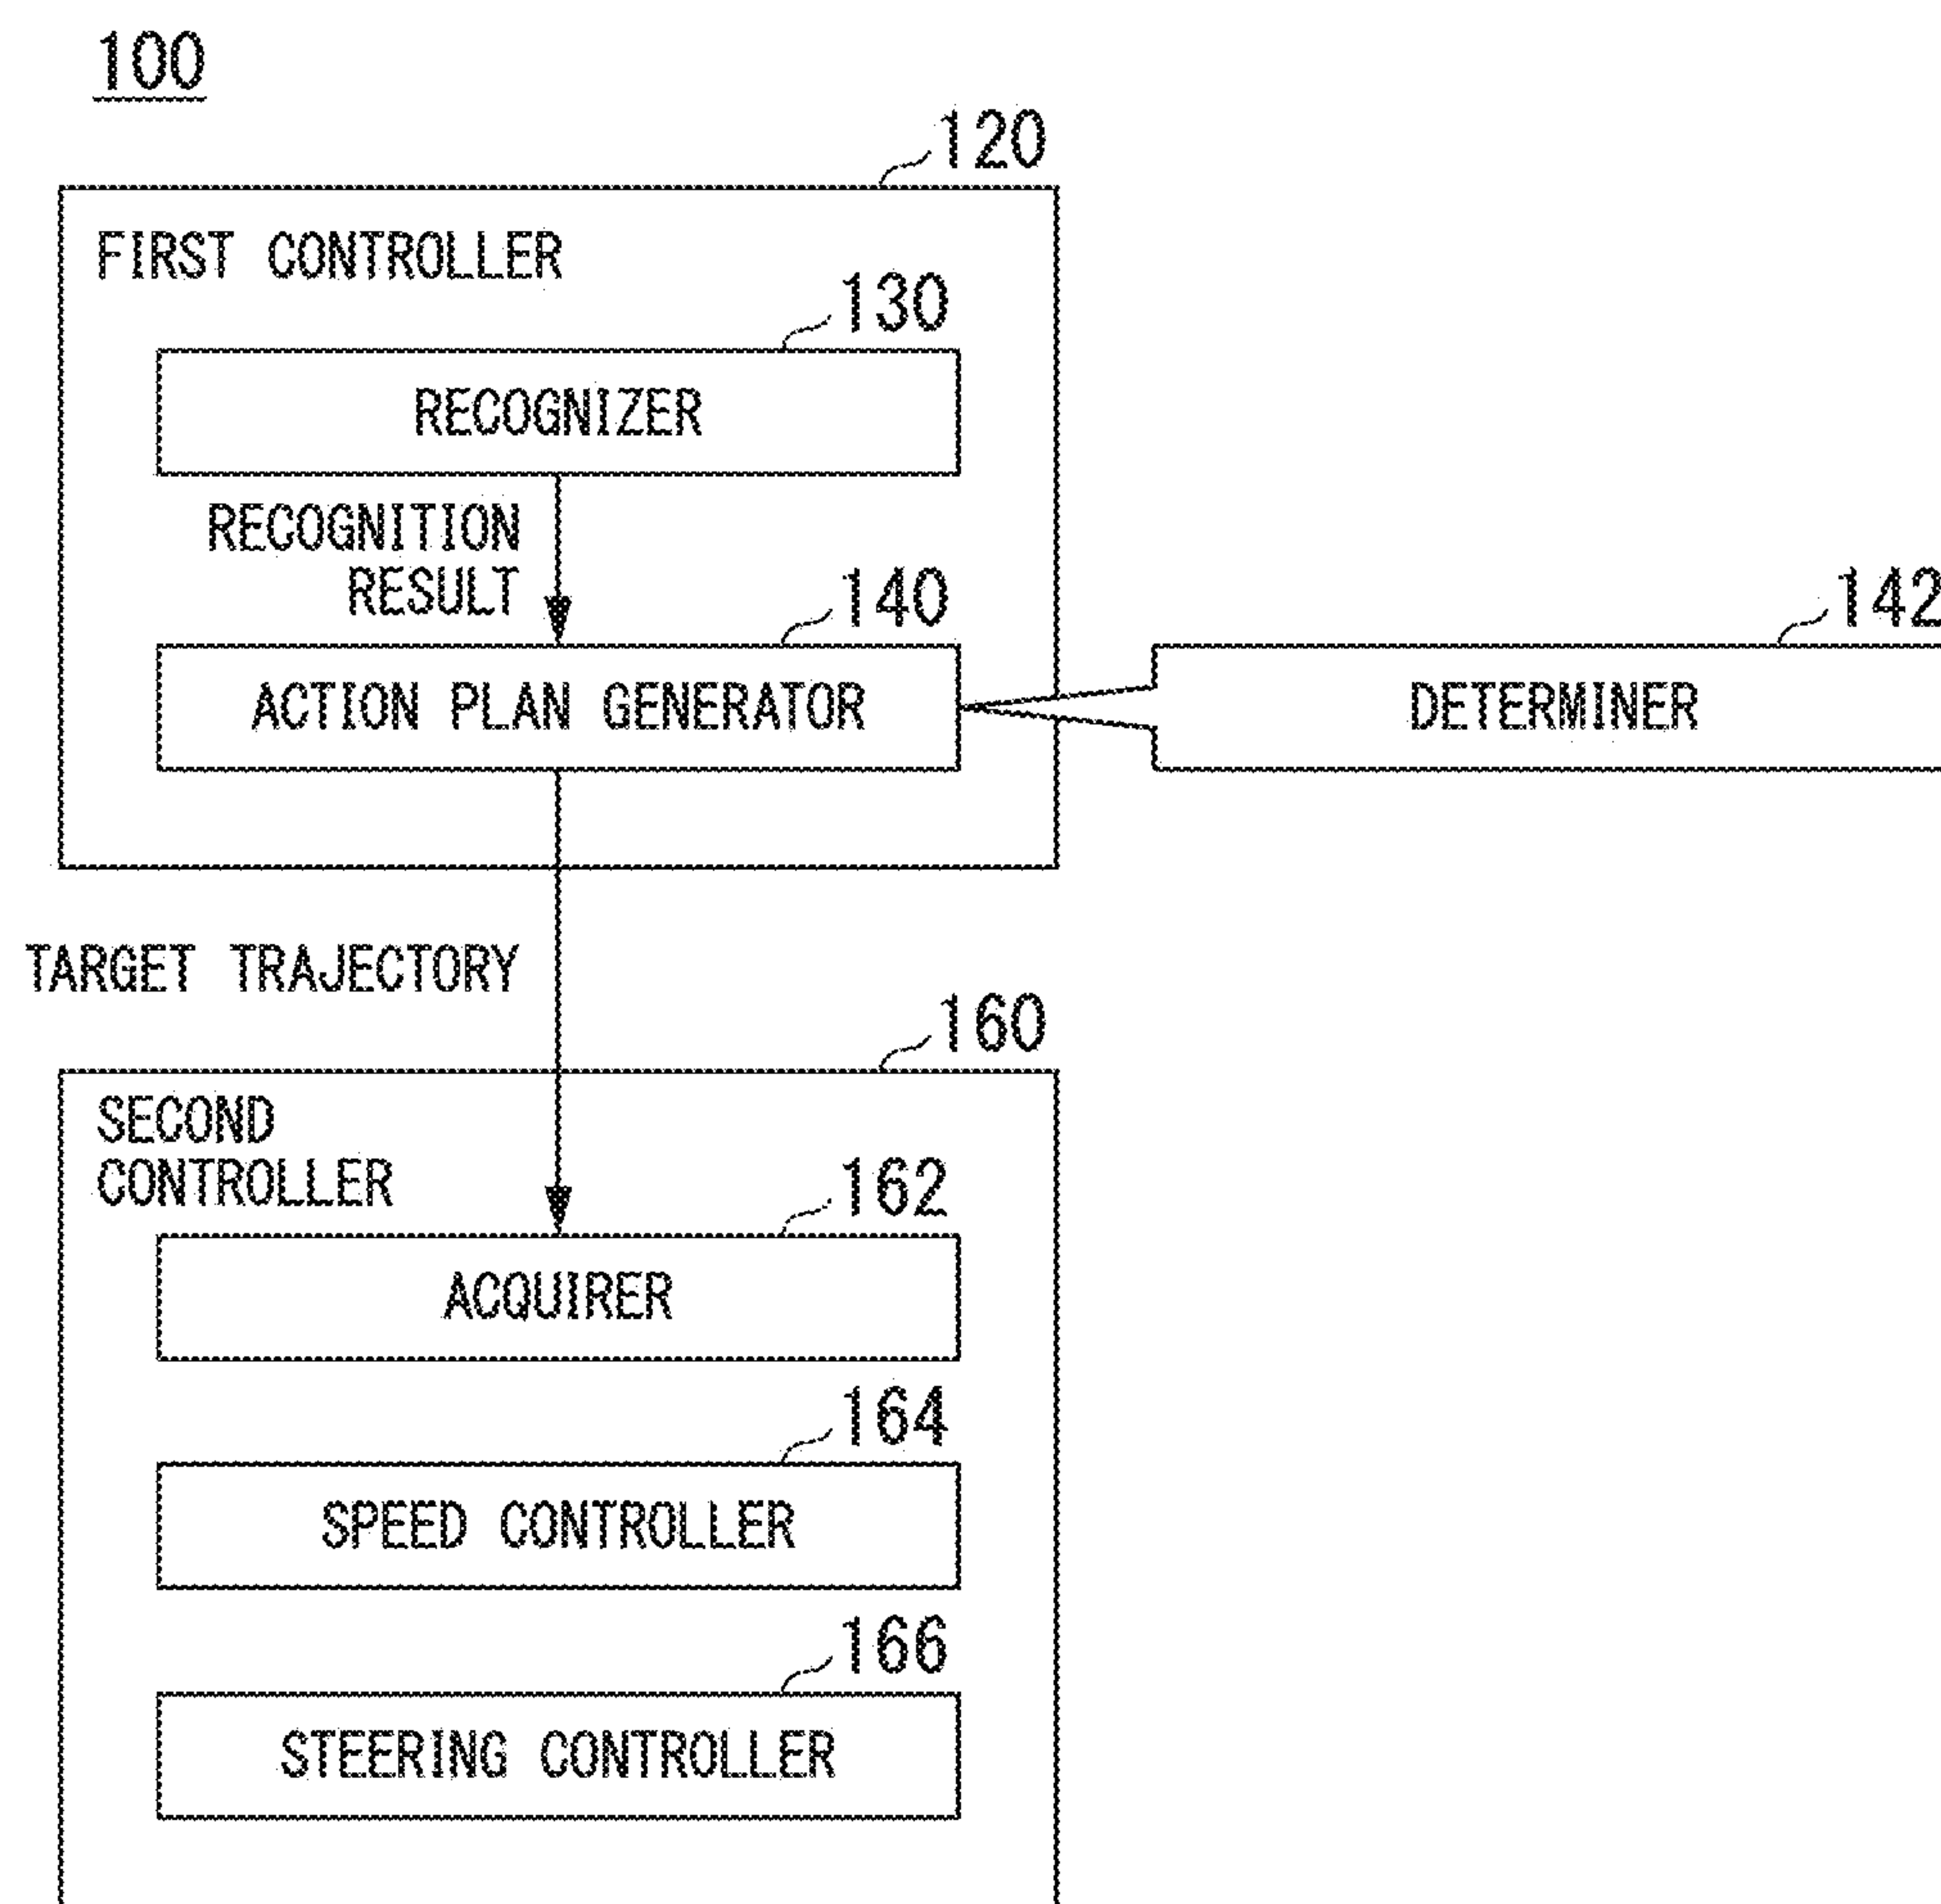 100
120
FIRST CONTROLLER
130
RECOGNIZER
RECOGNITION
RESULT
140
ACTION PLAN GENERATOR
142
DETERMINER
TARGET TRAJECTORY
160
SECOND
CONTROLLER
162
ACQUIRER
164
SPEED CONTROLLER
166
STEERING CONTROLLER